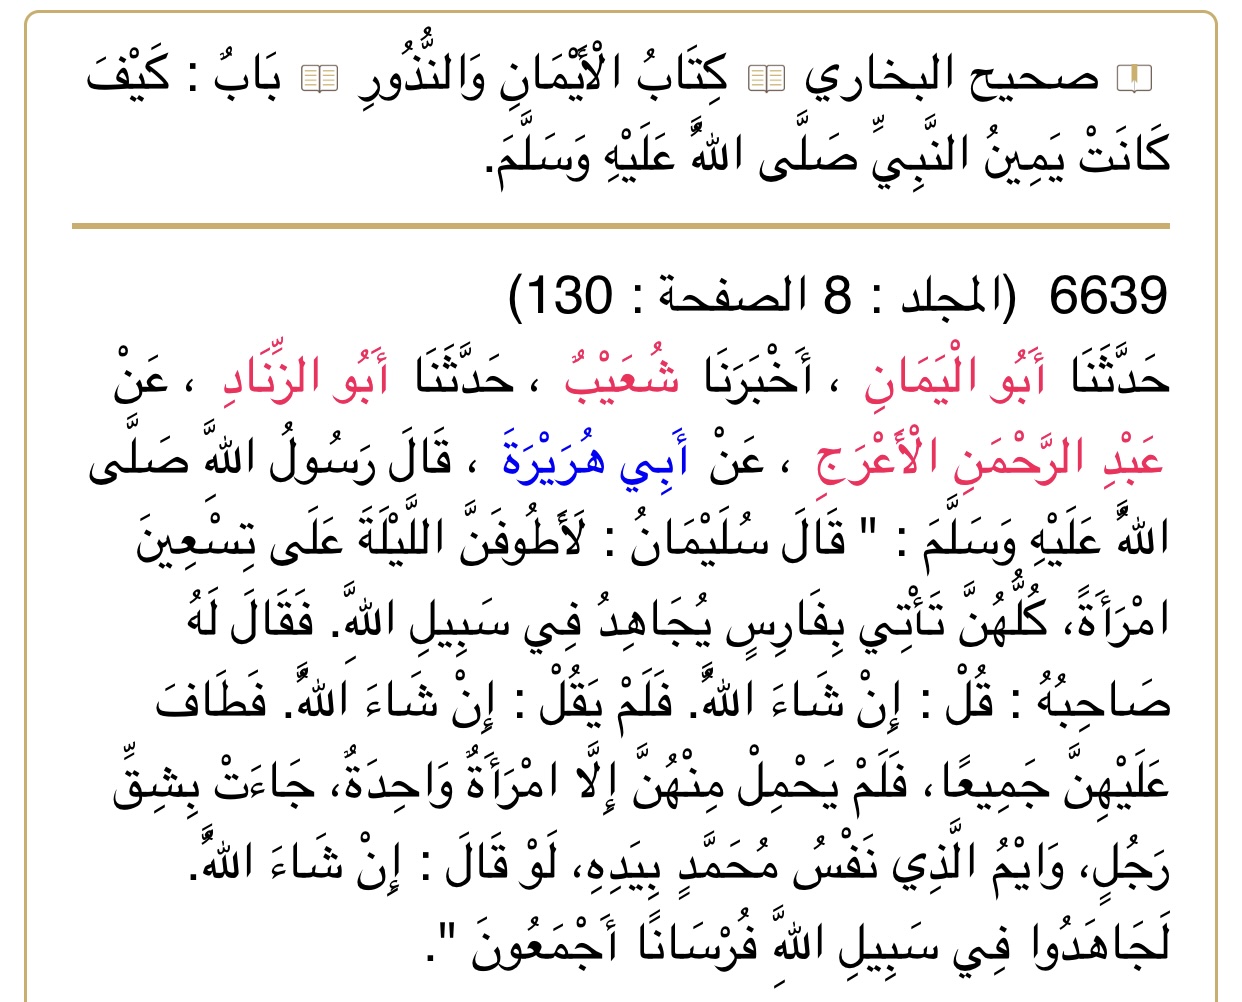 صحيح البخاري كِتَابُ الْأَيْمَانِ وَالنُّذُورِ بَابٌ : كَيْفَ
كَانَتْ يَمِينُ النَّبِيِّ صَلَّى اللهُ عَلَيْهِ وَسَلَّمَ.
6639 (المجلد : 8 الصفحة : 130)
حَدَّثَنَا أَبُو الْيَمَانِ ، أَخْبَرَنَا شُعَيْبٌ ، حَدَّثَنَا أَبُو الزِّنَادِ ، عَنْ
عَبْدِ الرَّحْمَنِ الْأَعْرَجِ ، عَنْ أَبِي هُرَيْرَةَ ، قَالَ رَسُولُ اللَّهِ صَلَّى
اللَّهُ عَلَيْهِ وَسَلَّمَ : " قَالَ سُلَيْمَانُ : لَأَطُوفَنَّ اللَّيْلَةَ عَلَى تِسْعِينَ
امْرَأَةً، كُلُّهُنَّ تَأْتِي بِفَارِسٍ يُجَاهِدُ فِي سَبِيلِ اللَّهِ. فَقَالَ لَهُ
صَاحِبُهُ : قُلْ : إِنْ شَاءَ اللَّهُ. فَلَمْ يَقُلْ : إِنْ شَاءَ اللَّهُ. فَطَافَ
عَلَيْهِنَّ جَمِيعًا، فَلَمْ يَحْمِلْ مِنْهُنَّ إِلَّا امْرَأَةٌ وَاحِدَةٌ، جَاءَتْ بِشِقِّ
رَجُلٍ، وَايْمُ الَّذِي نَفْسُ مُحَمَّدٍ بِيَدِهِ، لَوْ قَالَ : إِنْ شَاءَ اللَّهُ.
لَجَاهَدُوا فِي سَبِيلِ اللَّهِ فُرْسَانًا أَجْمَعُونَ ".